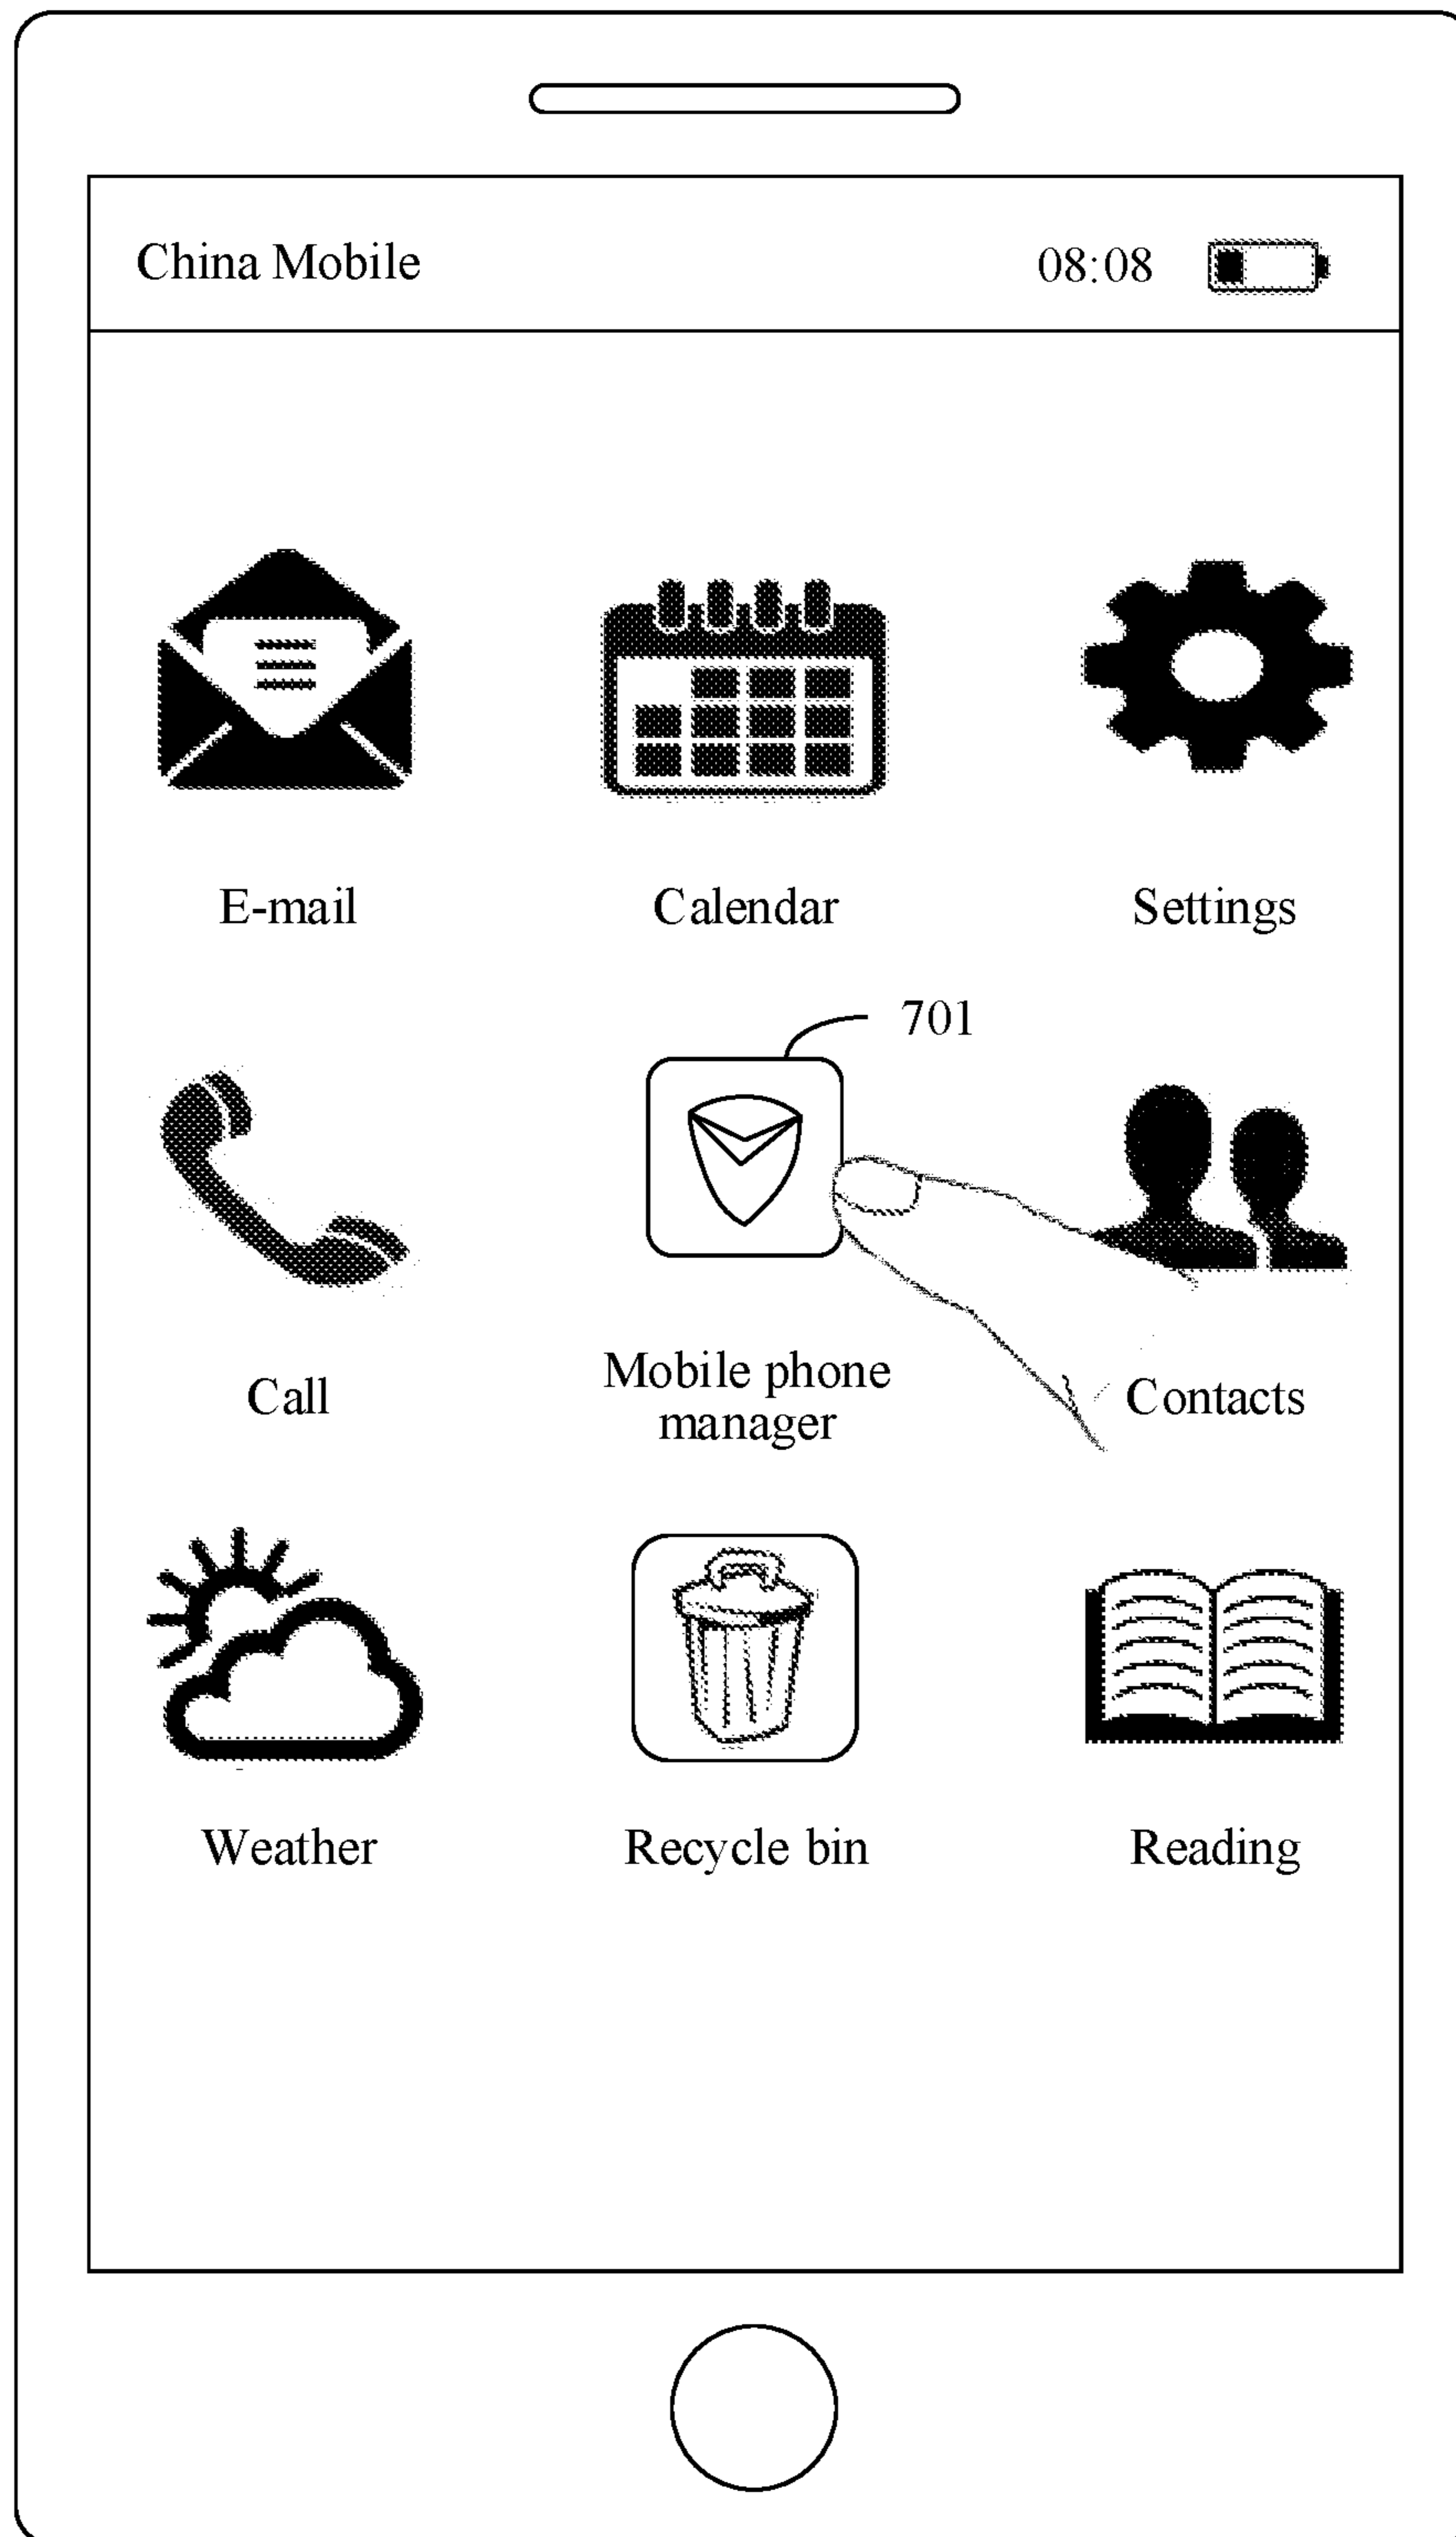 China Mobile 08:08
E-mail Calendar Settings
701
Call Mobile phone manager Contacts
Weather Recycle bin Reading